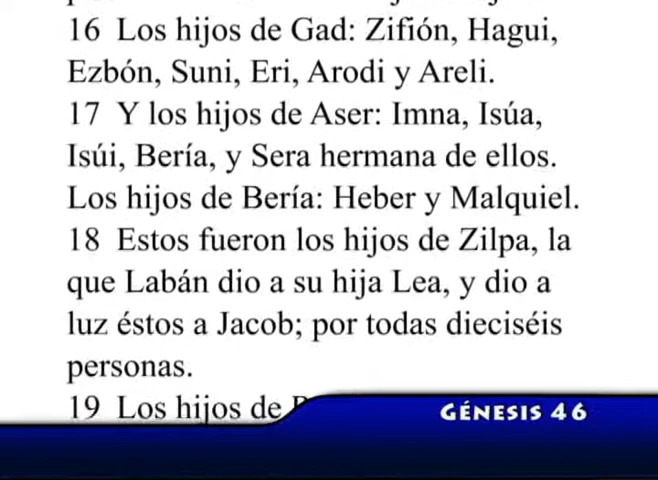 16 Los hijos de Gad: Zifión, Hagui,
Ezbón, Suni, Eri, Arodi y Areli.
17 Y los hijos de Aser: Imna, Isúa,
Isúi, Bería, y Sera hermana de ellos.
Los hijos de Bería: Heber y Malquiel.
18 Estos fueron los hijos de Zilpa, la
que Labán dio a su hija Lea, y dio a
luz éstos a Jacob; por todas dieciséis
personas.
19 Los hijos de
GÉNESIS 46